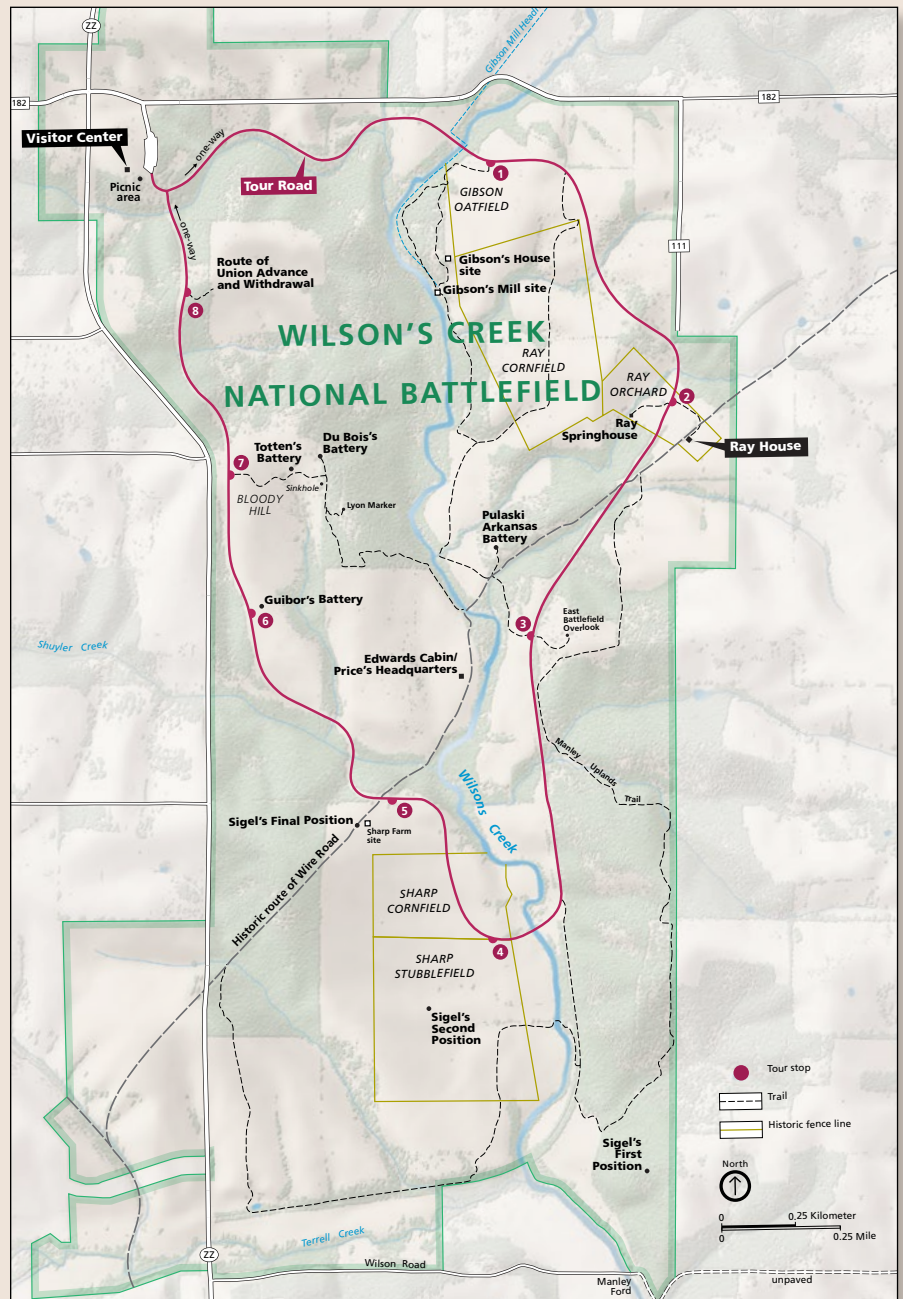 ZZ
Gibson Mill Head
182
182
Visitor Center
one-way
Picnic
area
Tour Road
1
GIBSON
OATFIELD
one-way
111
Route of
Union Advance
and Withdrawal
Gibson's House
site
Gibson's Mill site
8
WILSON'S CREEK
NATIONAL BATTLEFIELD
RAY
CORNFIELD
RAY
ORCHARD
2
Ray
Springhouse
Ray House
Du Bois's
Battery
Totten's
Battery
7
Sinkhole
BLOODY
HILL
Lyon Marker
Pulaski
Arkansas
Battery
Guibor's Battery
6
3
East
Battlefield
Overlook
Shuyler Creek
Edwards Cabin/
Price's Headquarters
Manley Uplands Trail
Wilsons Creek
5
Sigel's Final Position
Sharp Farm
site
Historic route of Wire Road
SHARP
CORNFIELD
4
SHARP
STUBBLEFIELD
Sigel's
Second
Position
Tour stop
Trail
Historic fence line
Sigel's
First
Position
North
0 0.25 Kilometer
0 0.25 Mile
Terrell Creek
ZZ
Wilson Road
Manley
Ford
unpaved